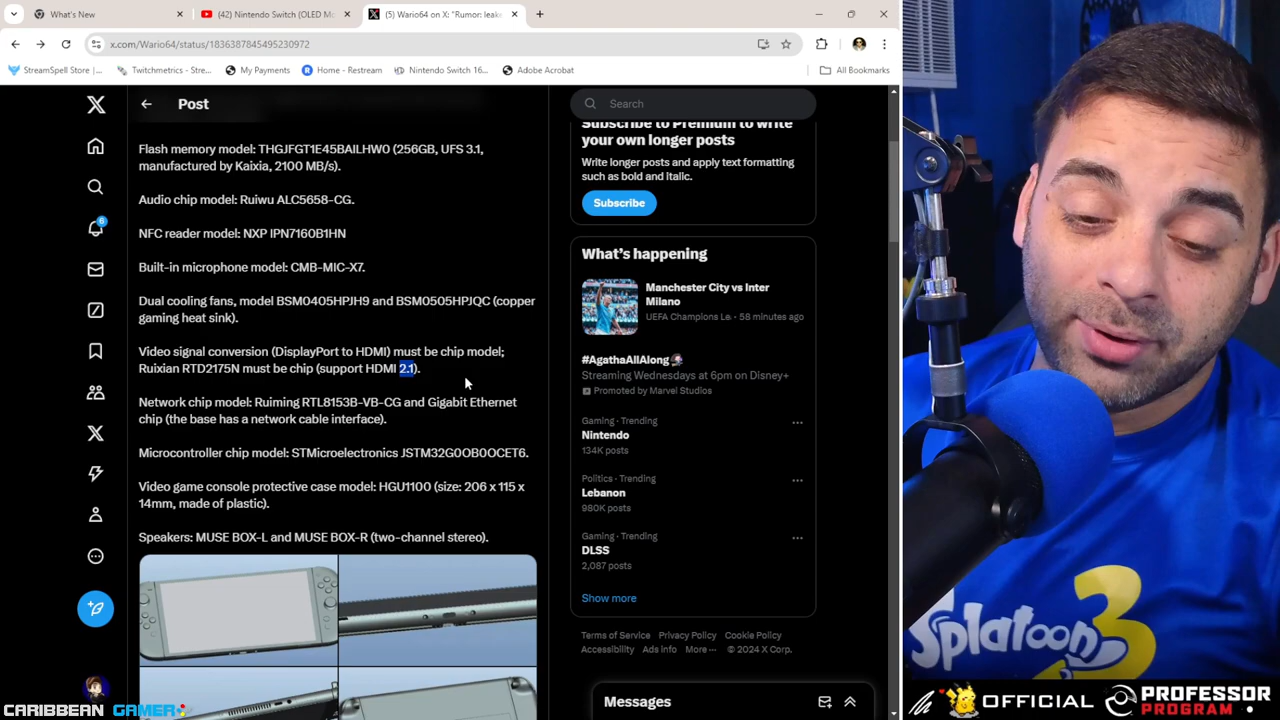 What's New
(42) Nintendo Switch (OLED Mo
(5) Wario64 on X: "Rumor: leake
x.com/Wario64/status/1836387845495230972
StreamSpell Store |...
Twitchmetrics - Stre...
My Payments
Home - Restream
Nintendo Switch 16...
Adobe Acrobat
All Bookmarks
Post
Flash memory model: THGJFGT1E45BAILHW0 (256GB, UFS 3.1,
manufactured by Kaixia, 2100 MB/s).
Audio chip model: Ruiwu ALC5658-CG.
NFC reader model: NXP IPN7160B1HN
Built-in microphone model: CMB-MIC-X7.
Dual cooling fans, model BSM0405HPJH9 and BSM0505HPJQC (copper
gaming heat sink).
Video signal conversion (DisplayPort to HDMI) must be chip model;
Ruixian RTD2175N must be chip (support HDMI 2.1).
Network chip model: Ruiming RTL8153B-VB-CG and Gigabit Ethernet
chip (the base has a network cable interface).
Microcontroller chip model: STMicroelectronics JSTM32G0OB0OCET6.
Video game console protective case model: HGU1100 (size: 206 x 115 x
14mm, made of plastic).
Speakers: MUSE BOX-L and MUSE BOX-R (two-channel stereo).
6
Search
Subscribe to Premium to write
your own longer posts
Write longer posts and apply text formatting
such as bold and italic.
Subscribe
What's happening
Manchester City vs Inter
Milano
UEFA Champions Le. · 58 minutes ago
#AgathaAllAlong
Streaming Wednesdays at 6pm on Disney+
Promoted by Marvel Studios
Gaming · Trending
Nintendo
134K posts
Politics · Trending
Lebanon
980K posts
Gaming · Trending
DLSS
2,087 posts
Show more
Terms of Service Privacy Policy Cookie Policy
Accessibility Ads info More ··· © 2024 X Corp.
Messages
CARIBBEAN GAMER
Splatoon
3
OFFICIAL
PROFESSOR
PROGRAM